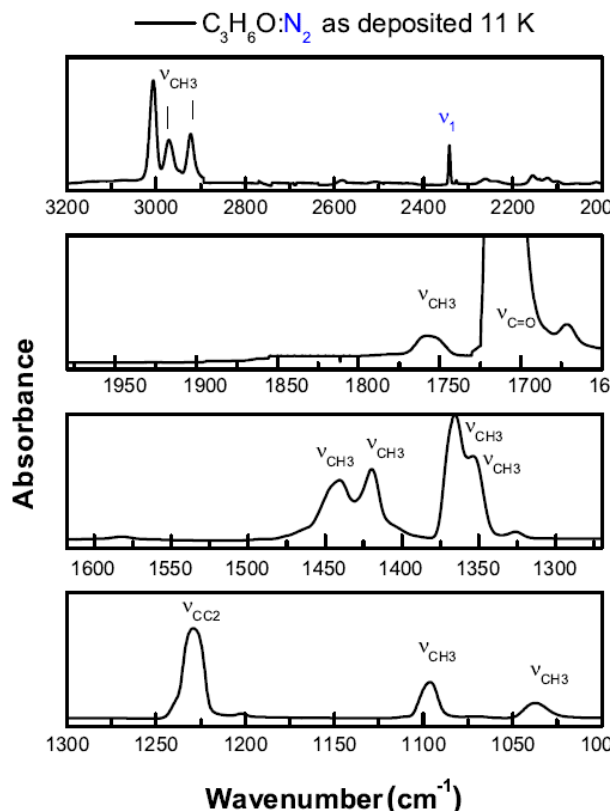 C3H6O:N2 as deposited 11 K
νCH3
ν1
3200 3000 2800 2600 2400 2200 200
νCH3
νC=O
1950 1900 1850 1800 1750 1700 16
νCH3 νCH3 νCH3
νCH3
1600 1550 1500 1450 1400 1350 1300
νCC2
νCH3
νCH3
1300 1250 1200 1150 1100 1050 100
Absorbance
Wavenumber (cm-1)